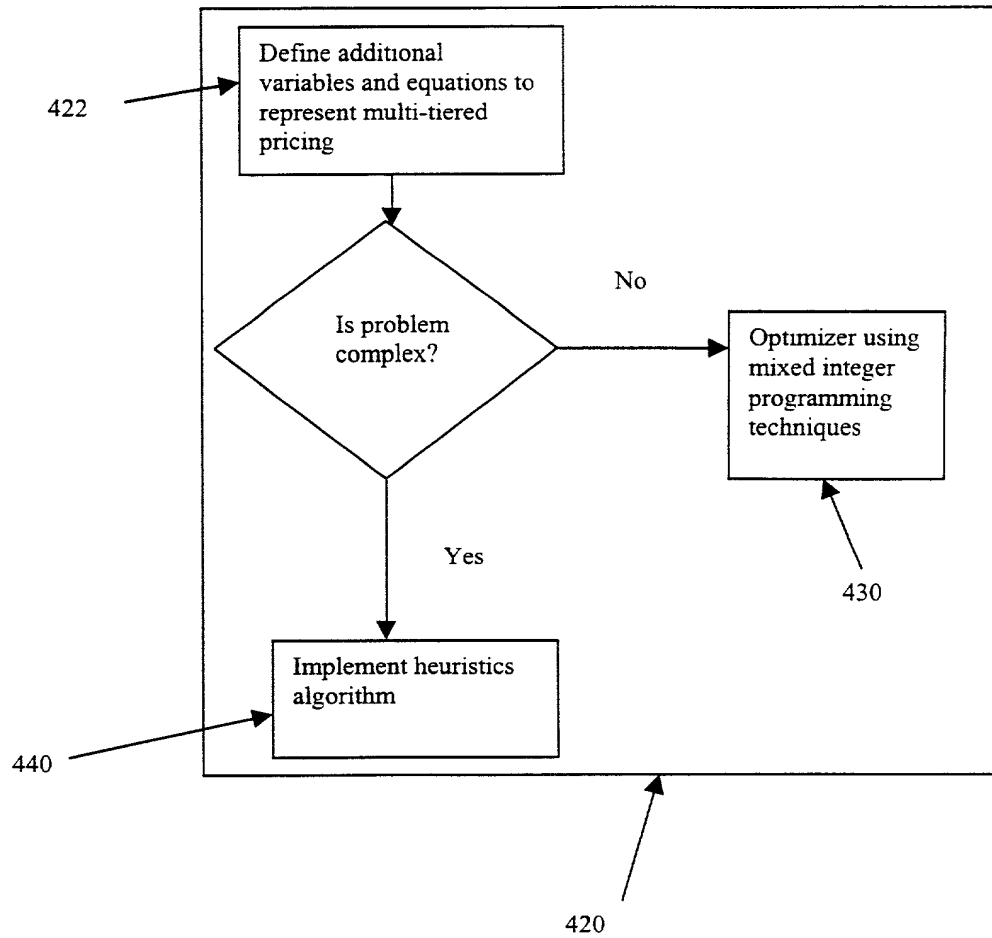 Define additional
variables and equations to
represent multi-tiered
pricing
422
No
Is problem
complex?
Optimizer using
mixed integer
programming
techniques
Yes
430
Implement heuristics
algorithm
440
420